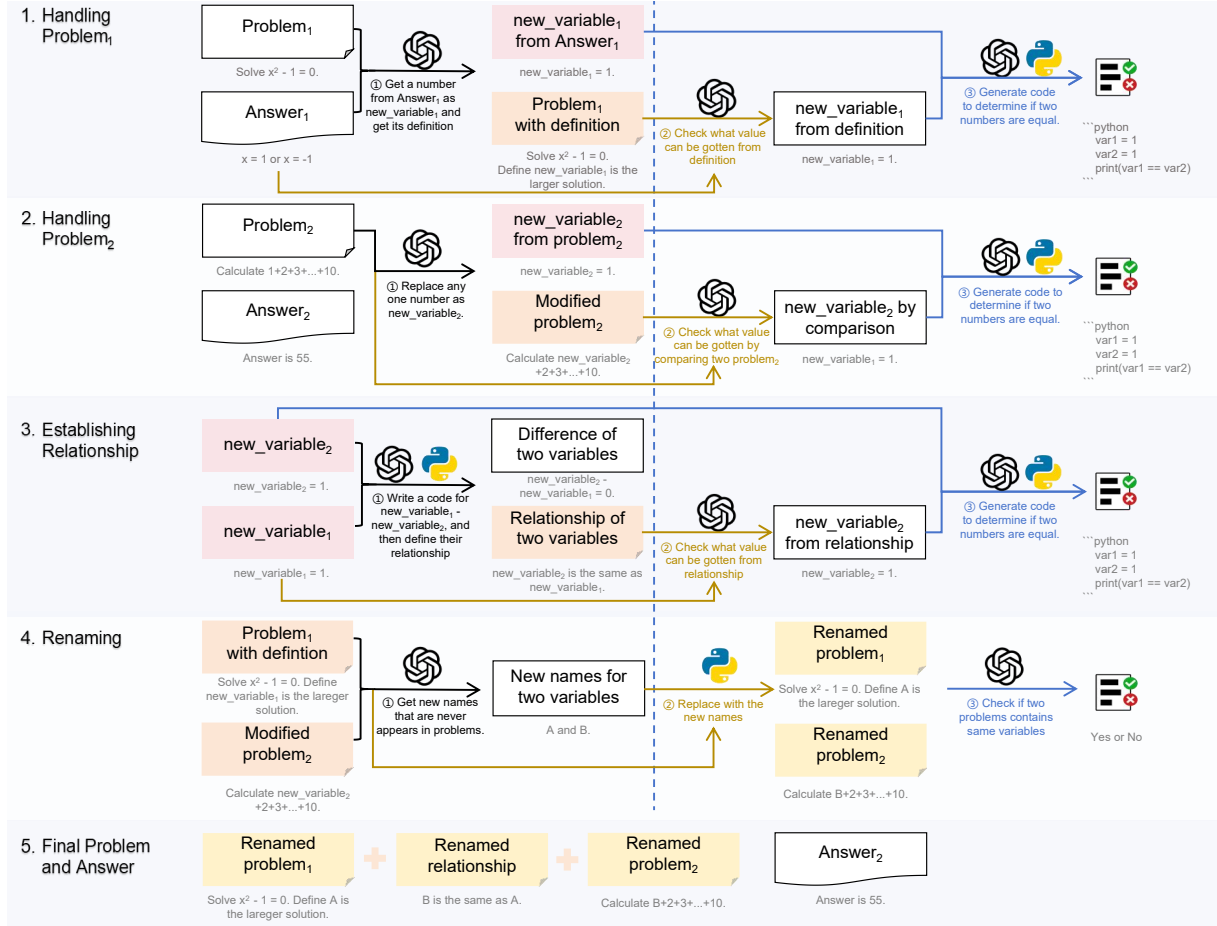 1. Handling
Problem₁
Problem₁
Solve x² - 1 = 0.
Answer₁
x = 1 or x = -1
① Get a number
from Answer₁ as
new_variable₁ and
get its definition
new_variable₁
from Answer₁
new_variable₁ = 1.
Problem₁
with definition
Solve x² - 1 = 0.
Define new_variable₁ is the
larger solution.
② Check what value
can be gotten from
definition
new_variable₁
from definition
new_variable₁ = 1.
③ Generate code
to determine if two
numbers are equal.
```python
var1 = 1
var2 = 1
print(var1 == var2)
```
2. Handling
Problem₂
Problem₂
Calculate 1+2+3+...+10.
Answer₂
Answer is 55.
① Replace any
one number as
new_variable₂.
new_variable₂
from problem₂
new_variable₂ = 1.
Modified
problem₂
Calculate new_variable₂
+2+3+...+10.
② Check what value
can be gotten by
comparing two problem₂
new_variable₂ by
comparison
new_variable₁ = 1.
③ Generate code to
determine if two
numbers are equal.
```python
var1 = 1
var2 = 1
print(var1 == var2)
```
3. Establishing
Relationship
new_variable₂
new_variable₂ = 1.
new_variable₁
new_variable₁ = 1.
① Write a code for
new_variable₁ -
new_variable₂, and
then define their
relationship
Difference of
two variables
new_variable₂ -
new_variable₁ = 0.
Relationship of
two variables
new_variable₂ is the same as
new_variable₁.
② Check what value
can be gotten from
relationship
new_variable₂
from relationship
new_variable₂ = 1.
③ Generate code
to determine if two
numbers are equal.
```python
var1 = 1
var2 = 1
print(var1 == var2)
```
4. Renaming
Problem₁
with defintion
Solve x² - 1 = 0. Define
new_variable₁ is the lareger
solution.
Modified
problem₂
Calculate new_variable₂
+2+3+...+10.
① Get new names
that are never
appears in problems.
New names for
two variables
A and B.
② Replace with the
new names
Renamed
problem₁
Solve x² - 1 = 0. Define A is
the lareger solution.
Renamed
problem₂
Calculate B+2+3+...+10.
③ Check if two
problems contains
same variables
Yes or No
5. Final Problem
and Answer
Renamed
problem₁
Solve x² - 1 = 0. Define A is
the lareger solution.
Renamed
relationship
B is the same as A.
Renamed
problem₂
Calculate B+2+3+...+10.
Answer₂
Answer is 55.